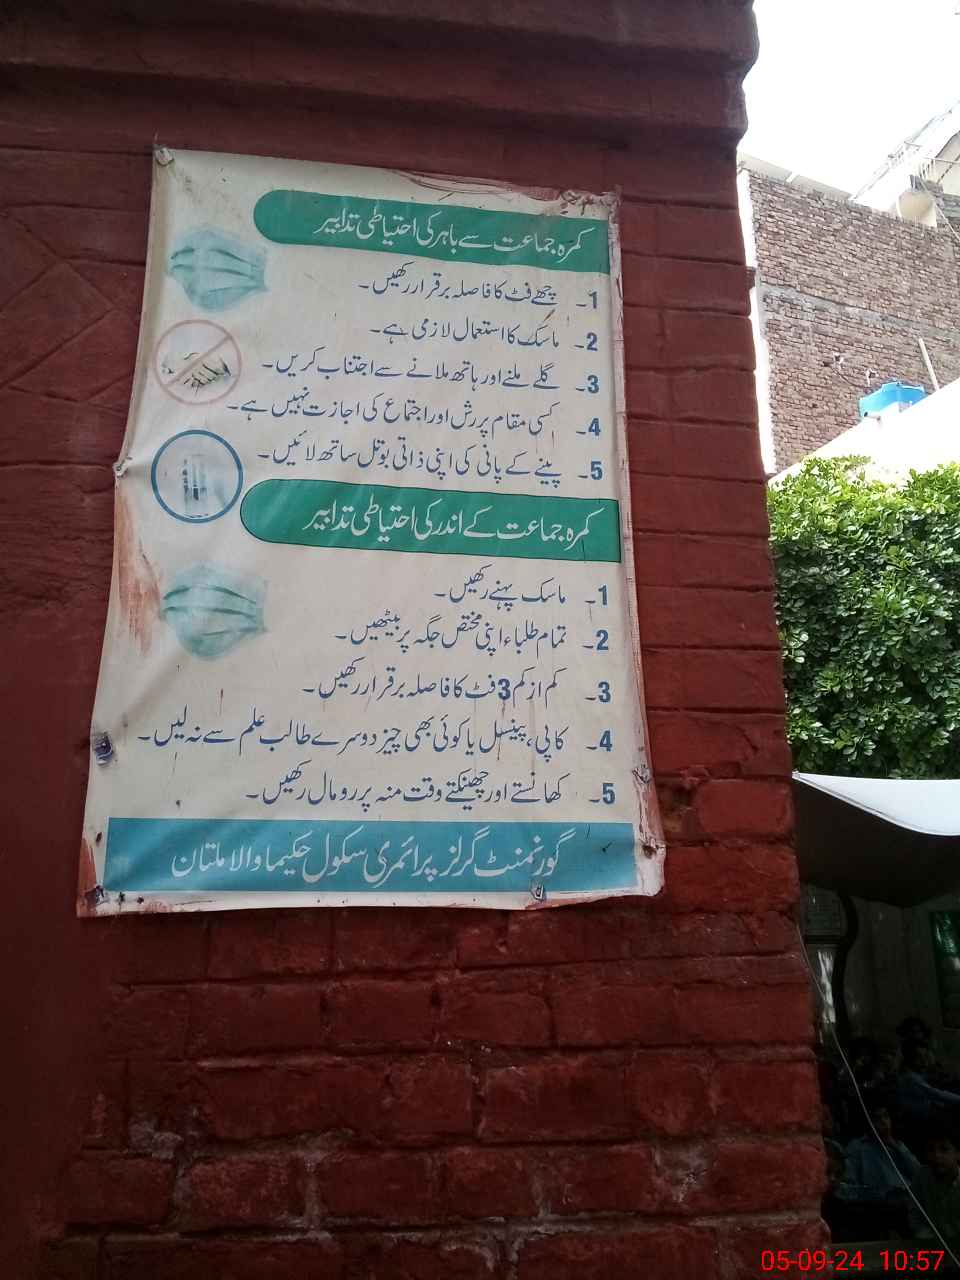 کمرہ جماعت سے باہر کی احتیاطی تدابیر
1۔ چھے فٹ کا فاصلہ برقرار رکھیں۔
2۔ ماسک کا استعمال لازمی ہے۔
3۔ گلے ملنے اور ہاتھ ملانے سے اجتناب کریں۔
4۔ کسی مقام پر رش اور اجتماع کی اجازت نہیں ہے۔
5۔ پینے کے پانی کی اپنی ذاتی بوتل ساتھ لائیں۔
کمرہ جماعت کے اندر کی احتیاطی تدابیر
1۔ ماسک پہنے رکھیں۔
2۔ تمام طلباء اپنی مختص جگہ پر بیٹھیں۔
3۔ کم از کم 3 فٹ کا فاصلہ برقرار رکھیں۔
4۔ کاپی، پینسل یا کوئی بھی چیز دوسرے طالب علم سے نہ لیں۔
5۔ کھانستے اور چھینکتے وقت منہ پر رومال رکھیں۔
گورنمنٹ گرلز پرائمری سکول حکیما والا ملتان
05-09-24 10:57